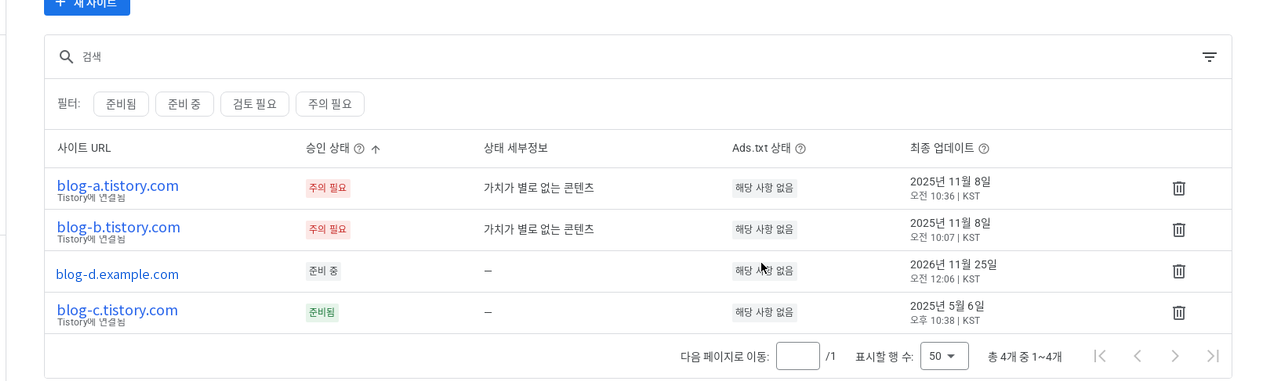 + 새 사이트
검색
필터: 준비됨 준비 중 검토 필요 주의 필요
사이트 URL 승인 상태 상태 세부정보 Ads.txt 상태 최종 업데이트
blog-a.tistory.com 주의 필요 가치가 별로 없는 콘텐츠 해당 사항 없음 2025년 11월 8일
Tistory에 연결됨 오전 10:36 | KST
blog-b.tistory.com 주의 필요 가치가 별로 없는 콘텐츠 해당 사항 없음 2025년 11월 8일
Tistory에 연결됨 오전 10:07 | KST
blog-d.example.com 준비 중 – 해당 사항 없음 2026년 11월 25일
오전 12:06 | KST
blog-c.tistory.com 준비됨 – 해당 사항 없음 2025년 5월 6일
Tistory에 연결됨 오후 10:38 | KST
다음 페이지로 이동: /1 표시할 행 수: 50 총 4개 중 1~4개